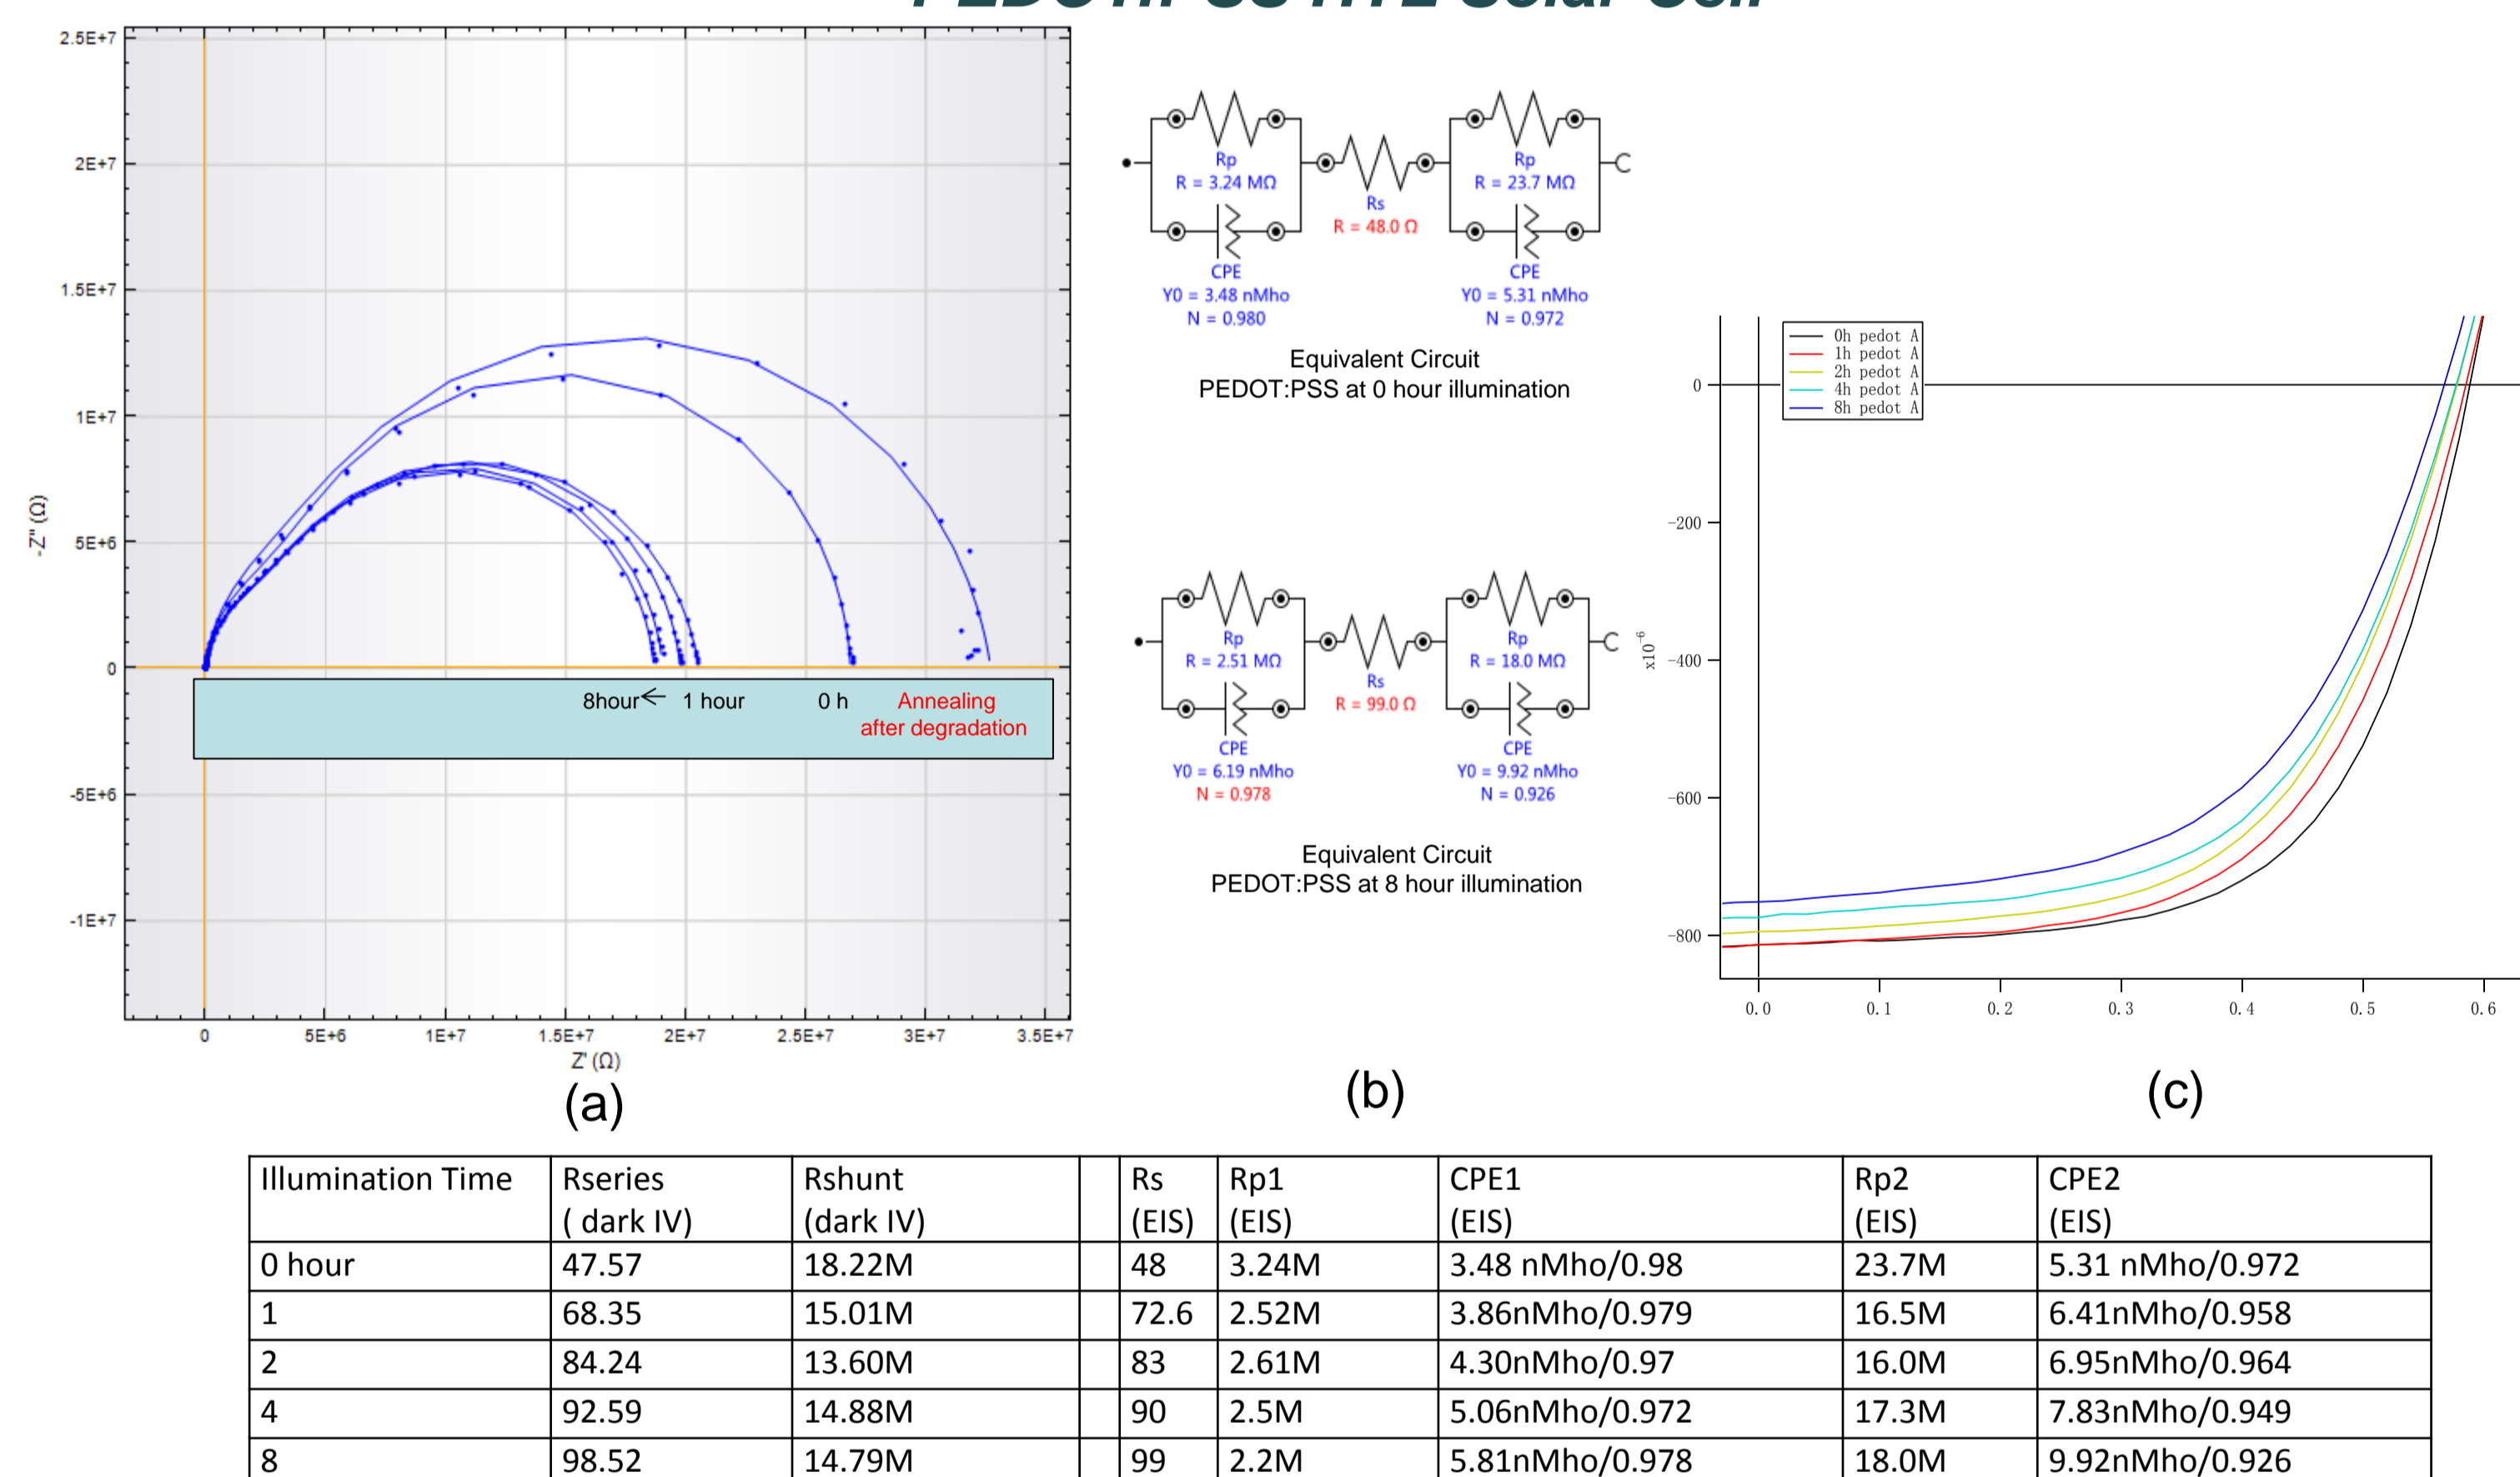 PEDOT:PSS HTL Solar Cell
2.5E+7
2E+7
1.5E+7
1E+7
5E+6
0
-5E+6
-1E+7
-Z" (Ω)
0
5E+6
1E+7
1.5E+7
2E+7
2.5E+7
3E+7
3.5E+7
Z' (Ω)
8hour
1 hour
0 h
Annealing
after degradation
(a)
Rp
R = 3.24 MΩ
CPE
Y0 = 3.48 nMho
N = 0.980
Rs
R = 48.0 Ω
Rp
R = 23.7 MΩ
CPE
Y0 = 5.31 nMho
N = 0.972
Equivalent Circuit
PEDOT:PSS at 0 hour illumination
Rp
R = 2.51 MΩ
CPE
Y0 = 6.19 nMho
N = 0.978
Rs
R = 99.0 Ω
Rp
R = 18.0 MΩ
CPE
Y0 = 9.92 nMho
N = 0.926
Equivalent Circuit
PEDOT:PSS at 8 hour illumination
(b)
0h pedot A
1h pedot A
2h pedot A
4h pedot A
8h pedot A
0
-200
-400
-600
-800
x10⁻⁶
0.0
0.1
0.2
0.3
0.4
0.5
0.6
(c)
Illumination Time Rseries Rshunt Rs Rp1 CPE1 Rp2 CPE2
( dark IV) (dark IV) (EIS) (EIS) (EIS) (EIS) (EIS)
0 hour 47.57 18.22M 48 3.24M 3.48 nMho/0.98 23.7M 5.31 nMho/0.972
1 68.35 15.01M 72.6 2.52M 3.86nMho/0.979 16.5M 6.41nMho/0.958
2 84.24 13.60M 83 2.61M 4.30nMho/0.97 16.0M 6.95nMho/0.964
4 92.59 14.88M 90 2.5M 5.06nMho/0.972 17.3M 7.83nMho/0.949
8 98.52 14.79M 99 2.2M 5.81nMho/0.978 18.0M 9.92nMho/0.926